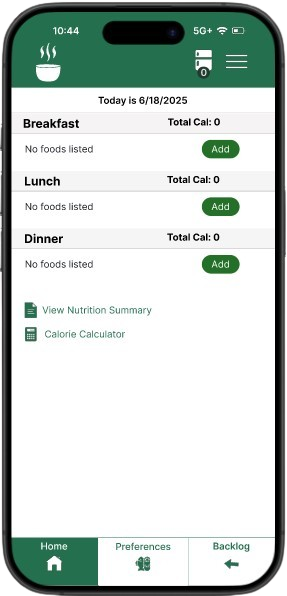 10:44 5G+
0
Today is 6/18/2025
Breakfast Total Cal: 0
No foods listed Add
Lunch Total Cal: 0
No foods listed Add
Dinner Total Cal: 0
No foods listed Add
View Nutrition Summary
Calorie Calculator
Home Preferences Backlog